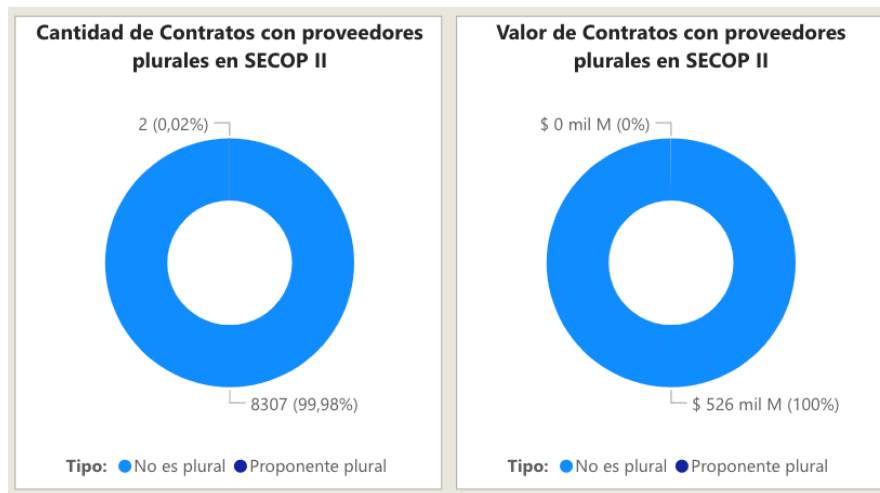 Cantidad de Contratos con proveedores
plurales en SECOP II
2 (0,02%)
8307 (99,98%)
Tipo: No es plural Proponente plural
Valor de Contratos con proveedores
plurales en SECOP II
$ 0 mil M (0%)
$ 526 mil M (100%)
Tipo: No es plural Proponente plural